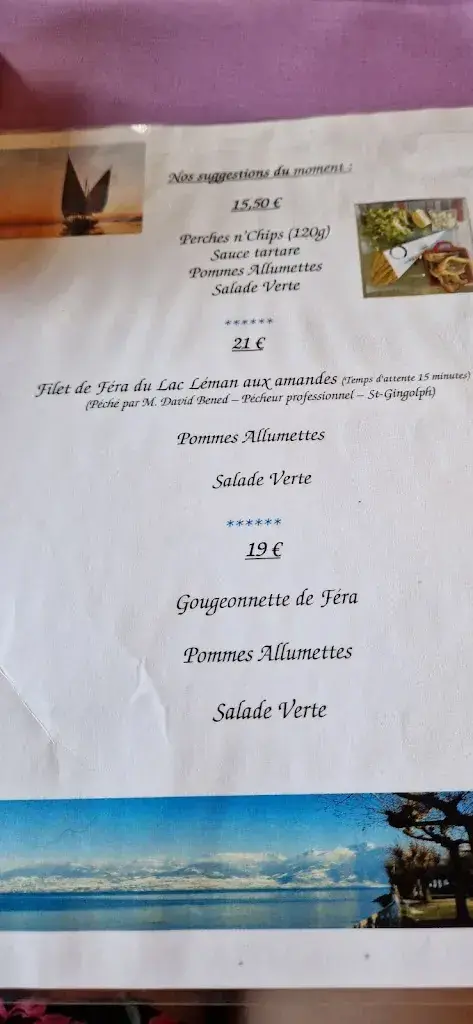 Nos suggestions du moment :
15,50 €
Perches n'Chips (120g)
Sauce tartare
Pommes Allumettes
Salade Verte
******
21 €
Filet de Féra du Lac Léman aux amandes (Temps d'attente 15 minutes)
(Péché par M. David Bened – Pécheur professionnel – St-Gingolph)
Pommes Allumettes
Salade Verte
******
19 €
Gougeonnette de Féra
Pommes Allumettes
Salade Verte